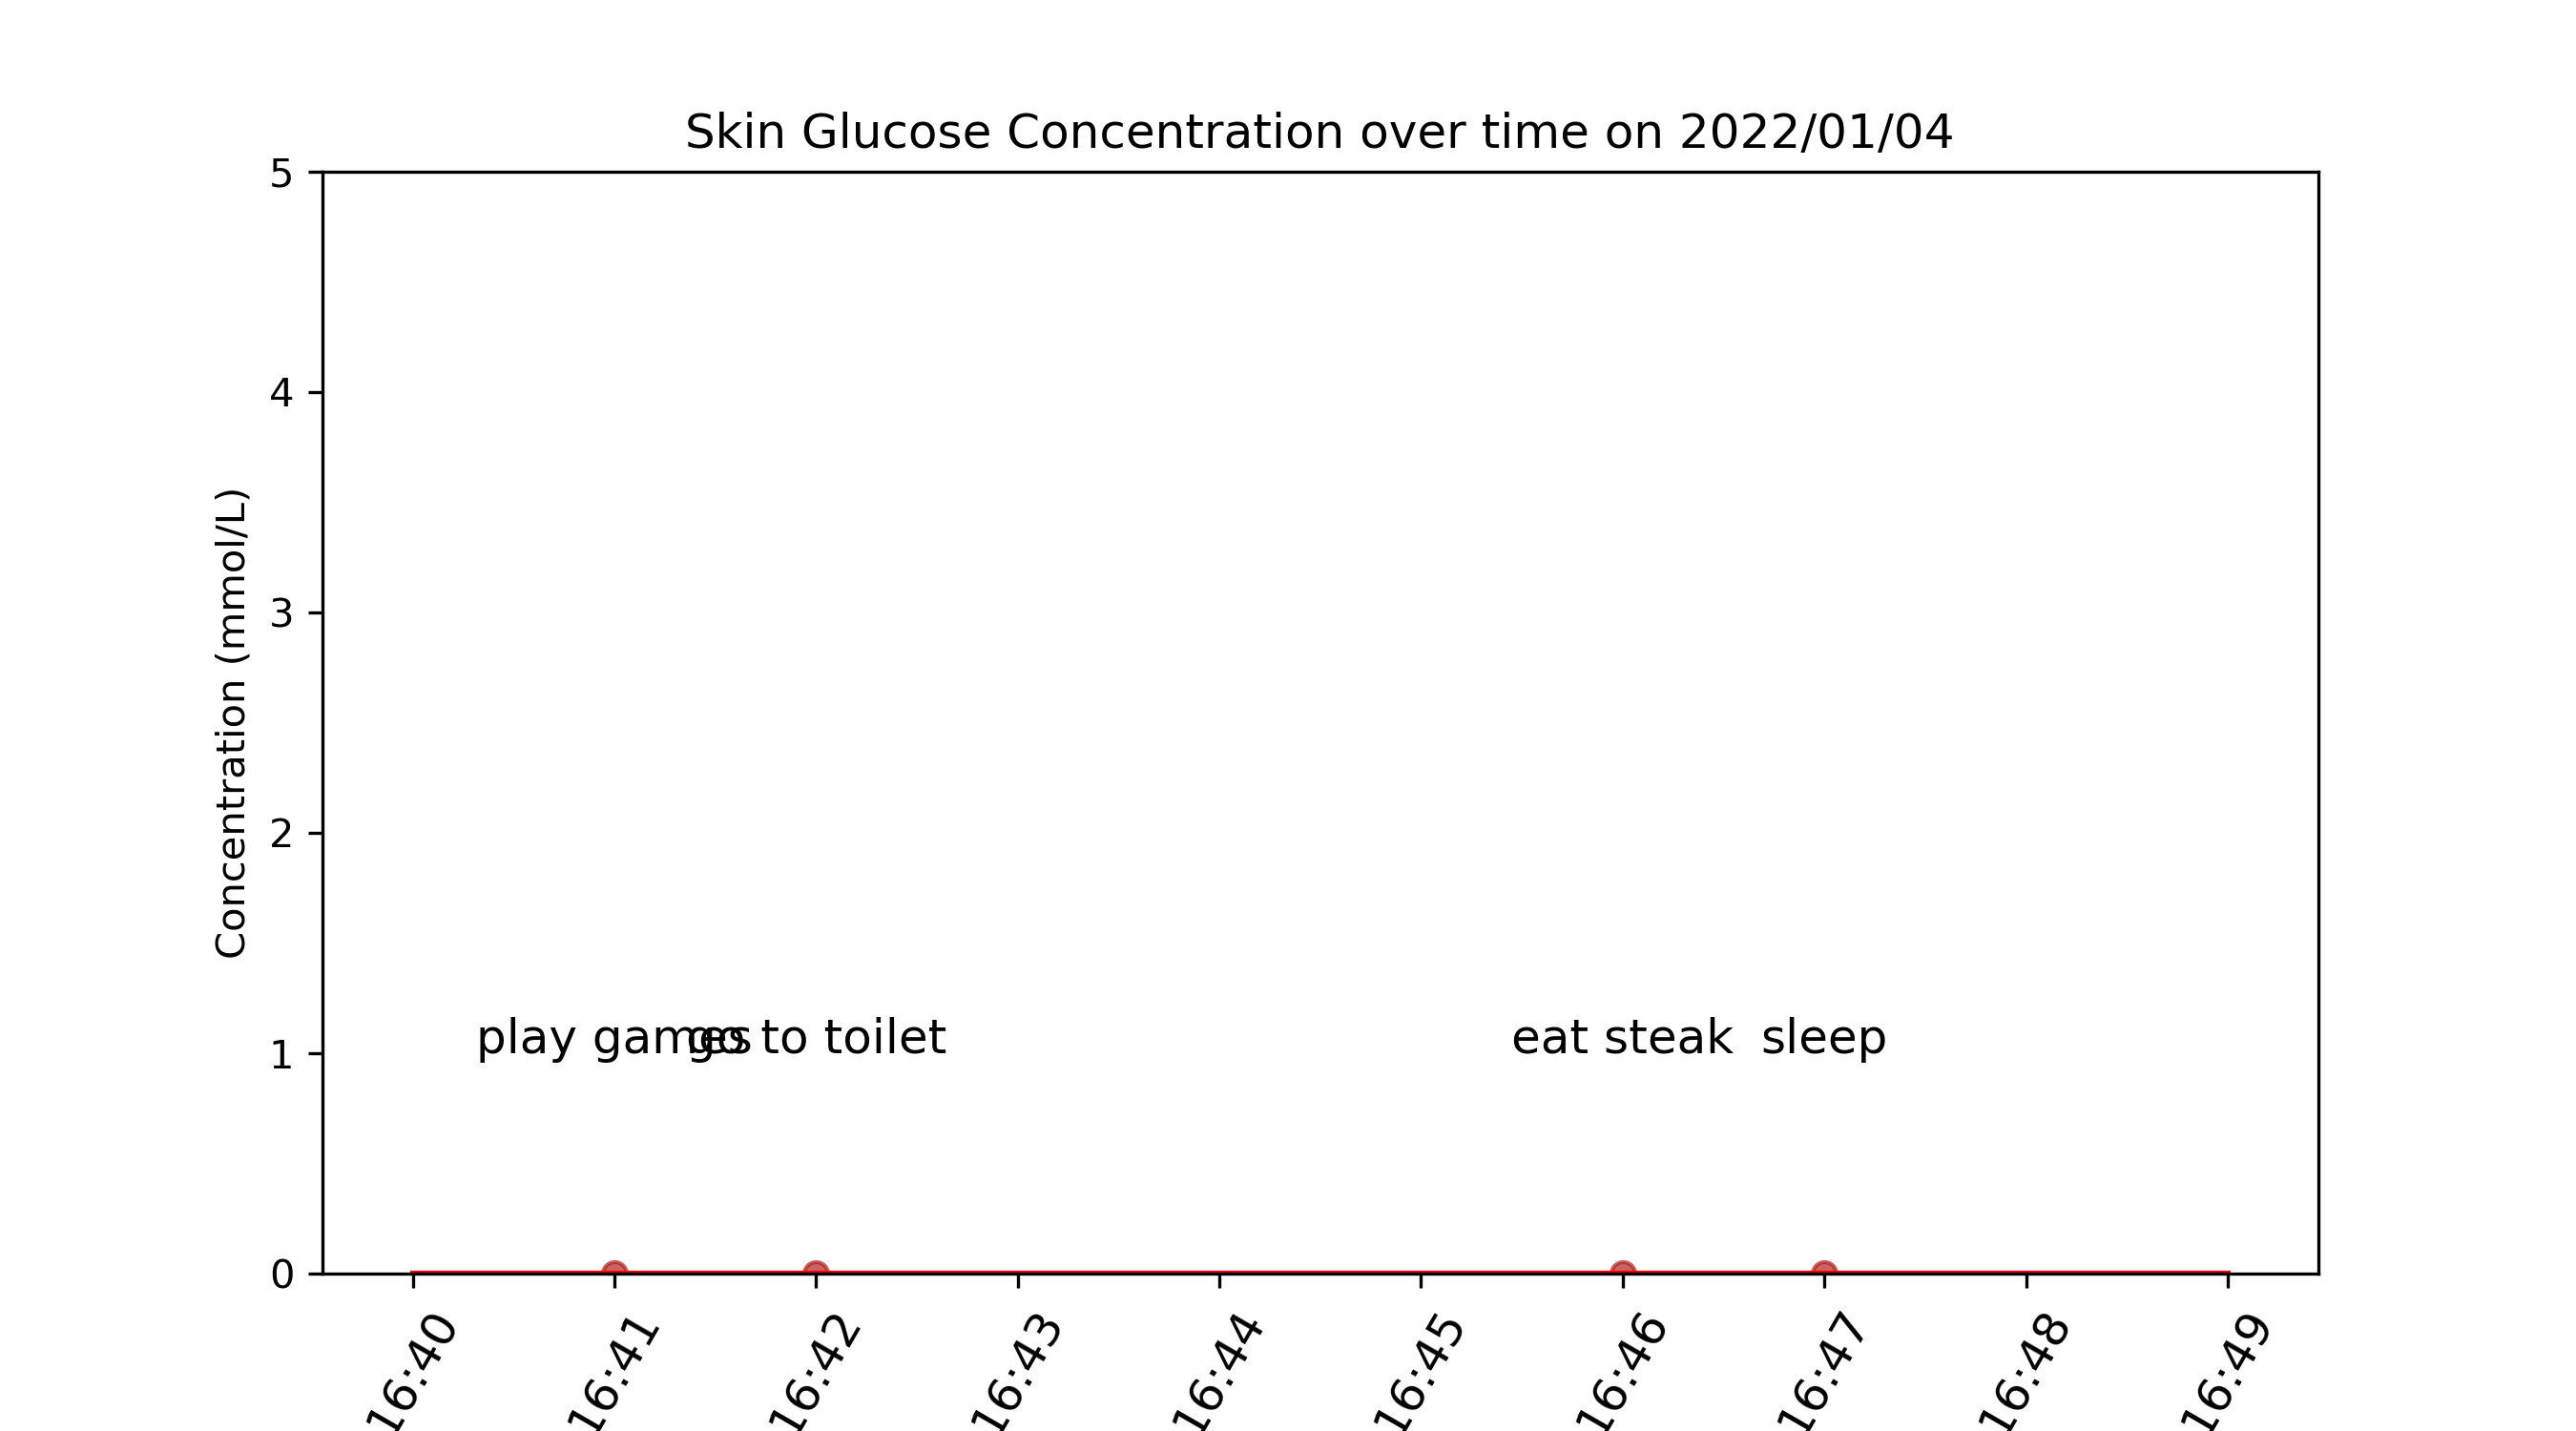 Skin Glucose Concentration over time on 2022/01/04
5
4
3
2
1
0
Concentration (mmol/L)
play games go to toilet eat steak sleep
16:40 16:41 16:42 16:43 16:44 16:45 16:46 16:47 16:48 16:49